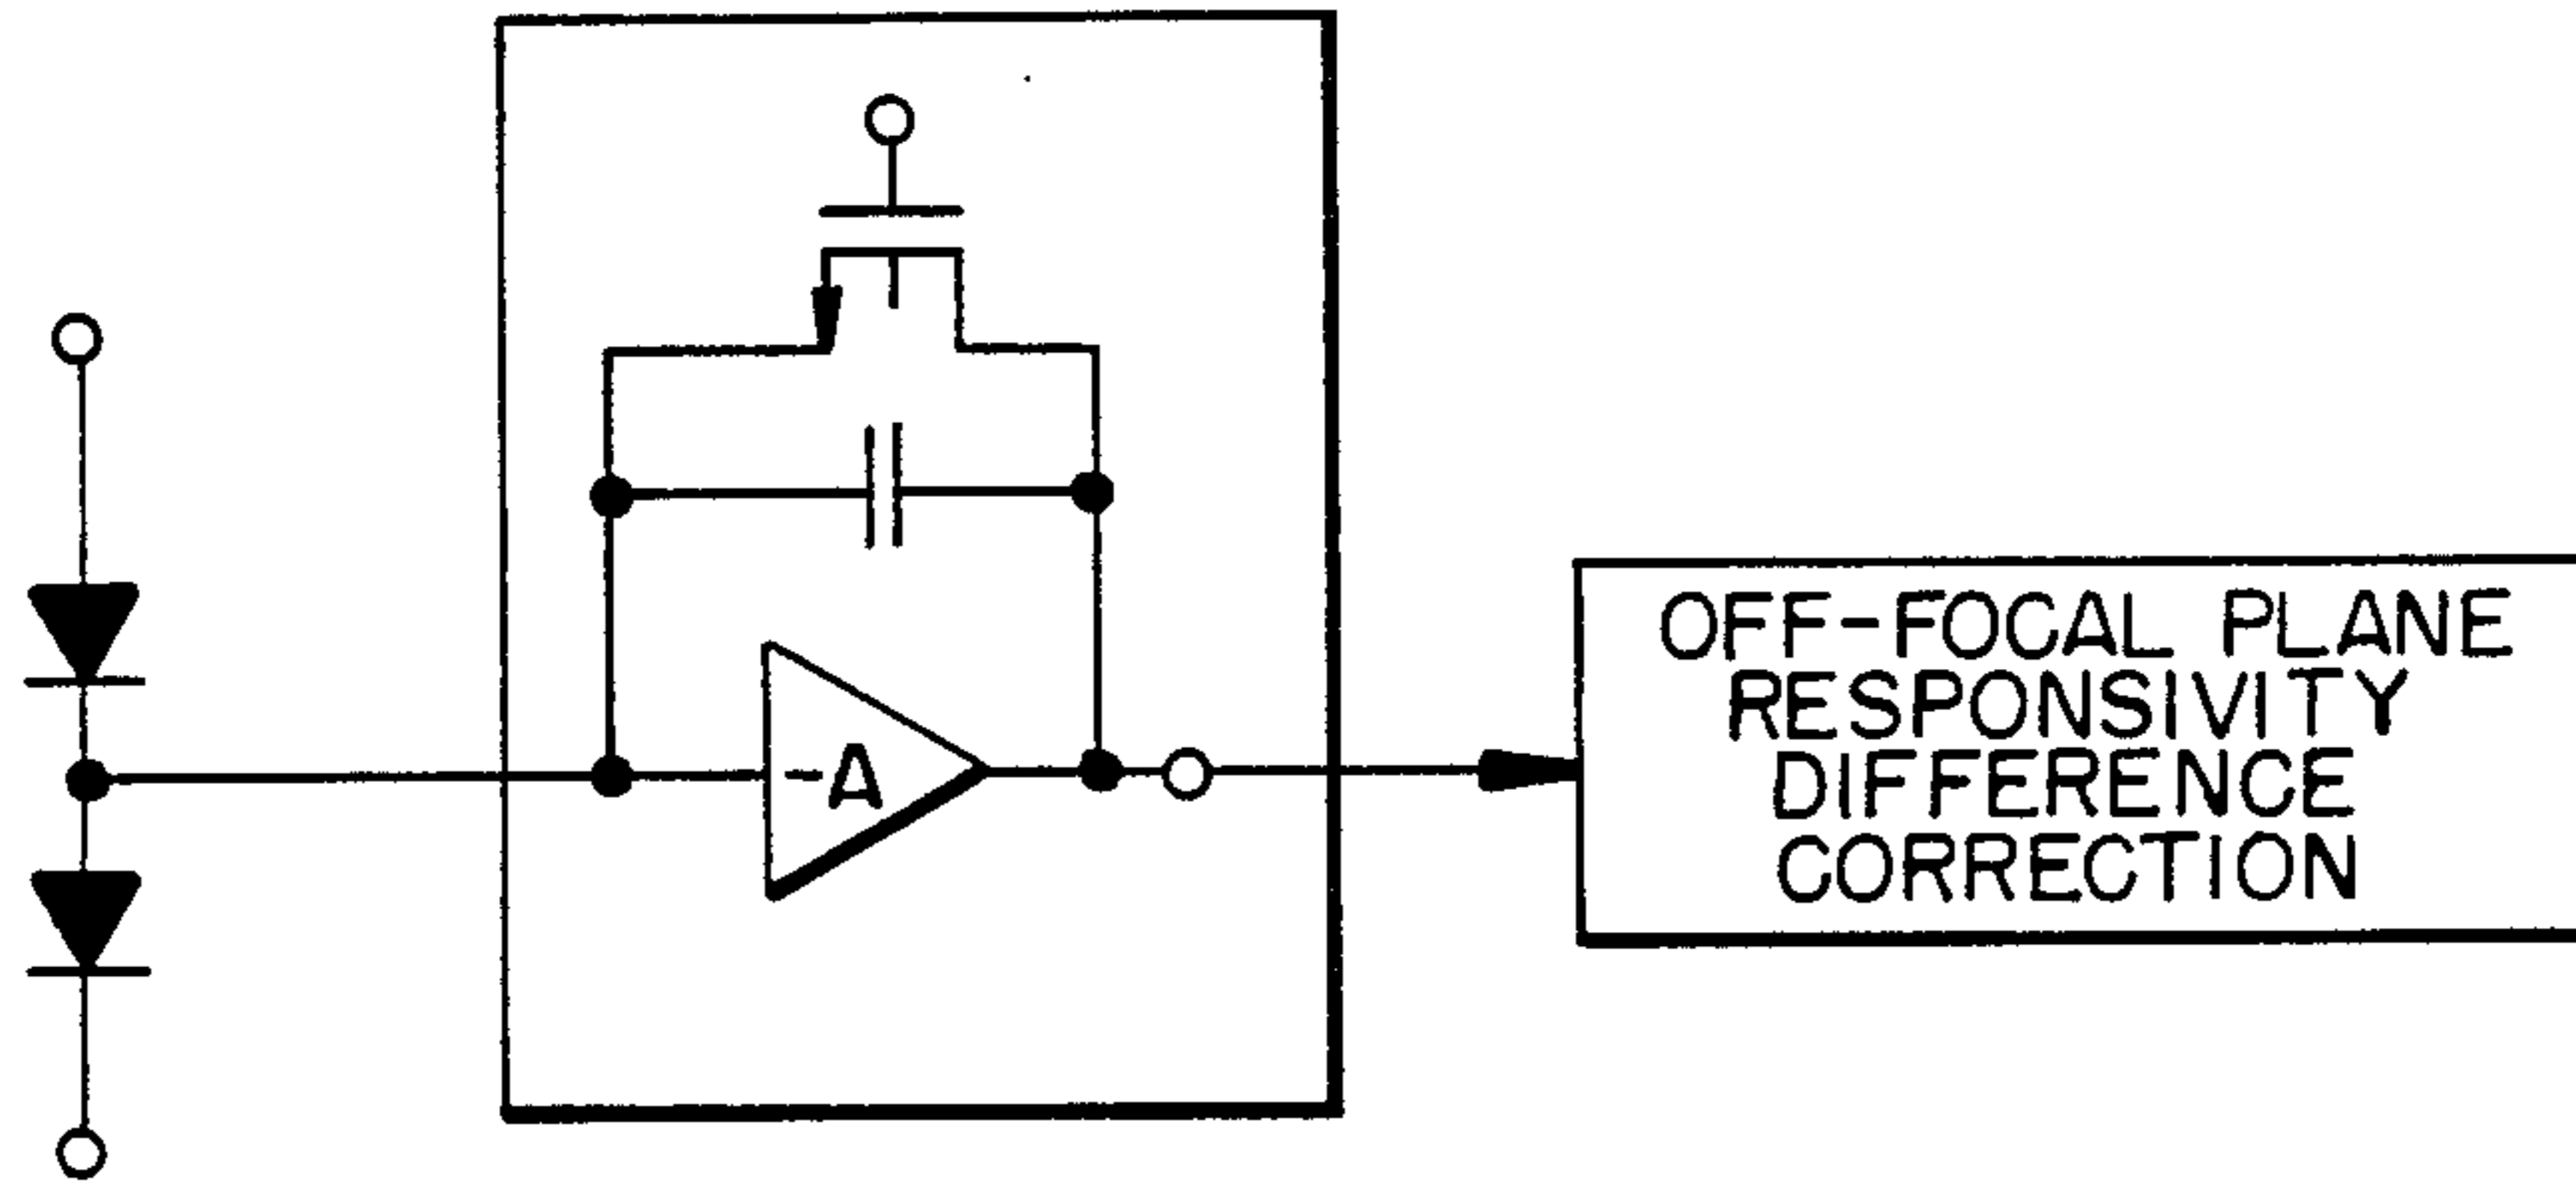 -A
OFF-FOCAL PLANE
RESPONSIVITY
DIFFERENCE
CORRECTION